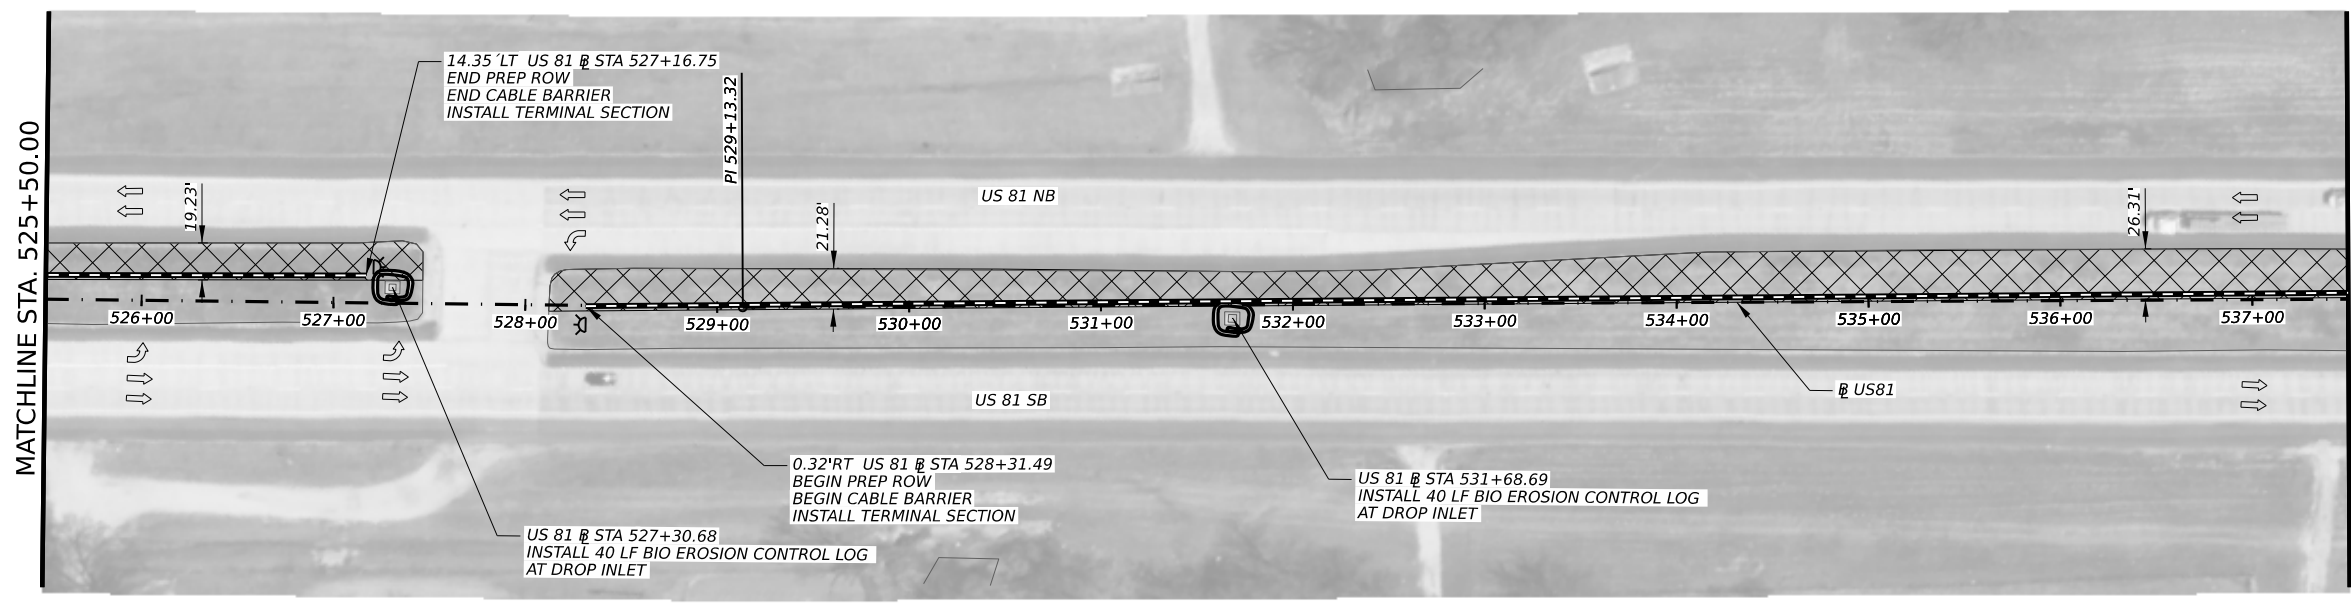 MATCHLINE STA. 525+50.00
14.35´LT US 81 ℄ STA 527+16.75
END PREP ROW
END CABLE BARRIER
INSTALL TERMINAL SECTION
PI 529+13.32
19.23'
US 81 NB
21.28'
26.31'
526+00
527+00
528+00
529+00
530+00
531+00
532+00
533+00
534+00
535+00
536+00
537+00
BL US81
US 81 SB
0.32'RT US 81 BL STA 528+31.49
BEGIN PREP ROW
BEGIN CABLE BARRIER
INSTALL TERMINAL SECTION
US 81 BL STA 531+68.69
INSTALL 40 LF BIO EROSION CONTROL LOG
AT DROP INLET
US 81 BL STA 527+30.68
INSTALL 40 LF BIO EROSION CONTROL LOG
AT DROP INLET